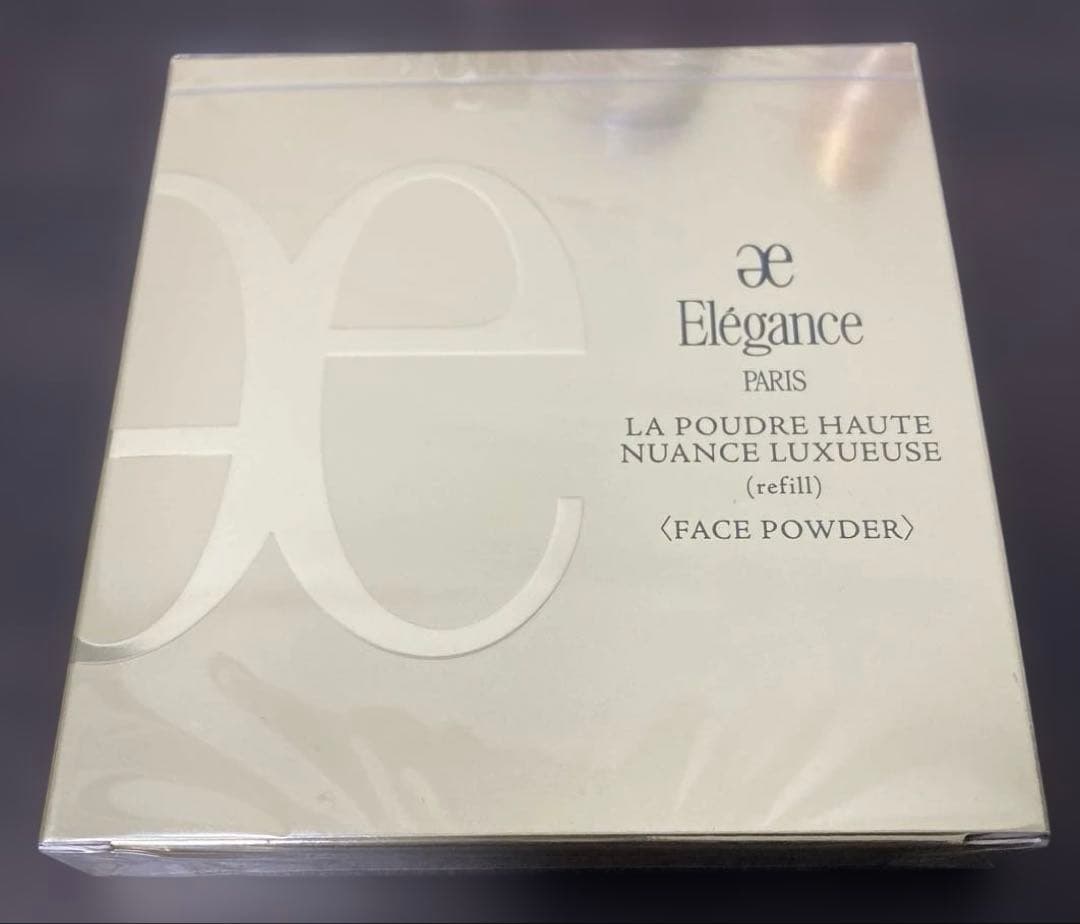 Elégance
PARIS
LA POUDRE HAUTE
NUANCE LUXUEUSE
(refill)
〈FACE POWDER〉